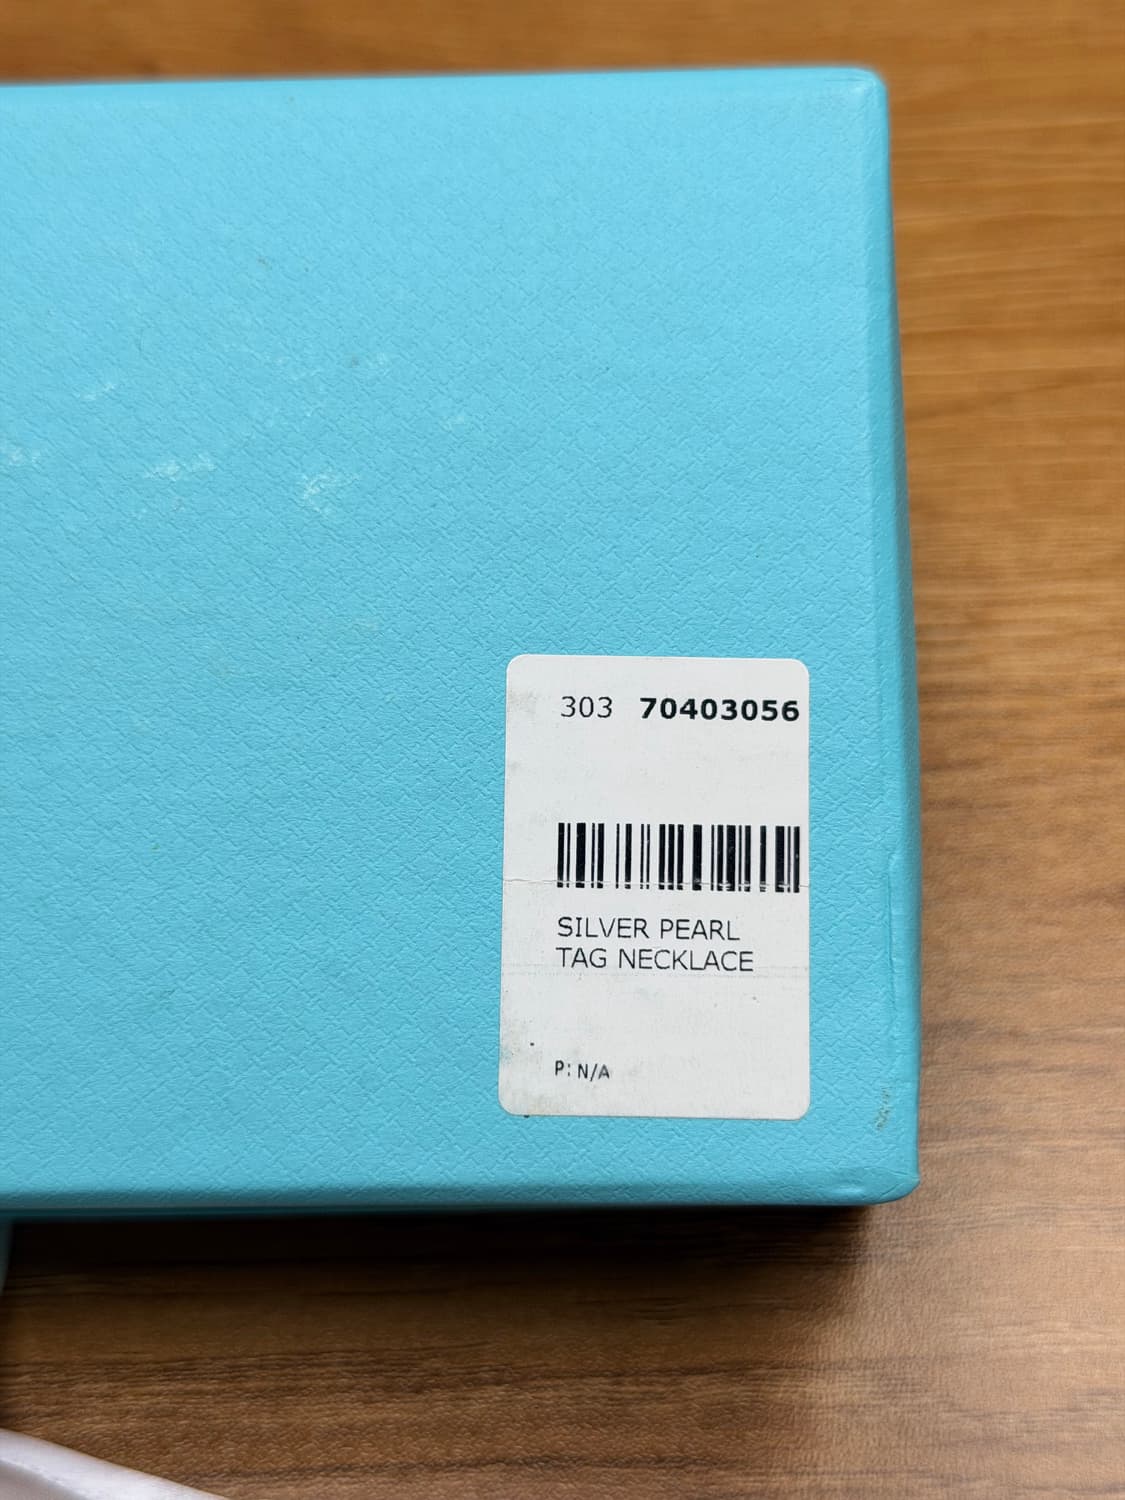 303 70403056
SILVER PEARL
TAG NECKLACE
P: N/A